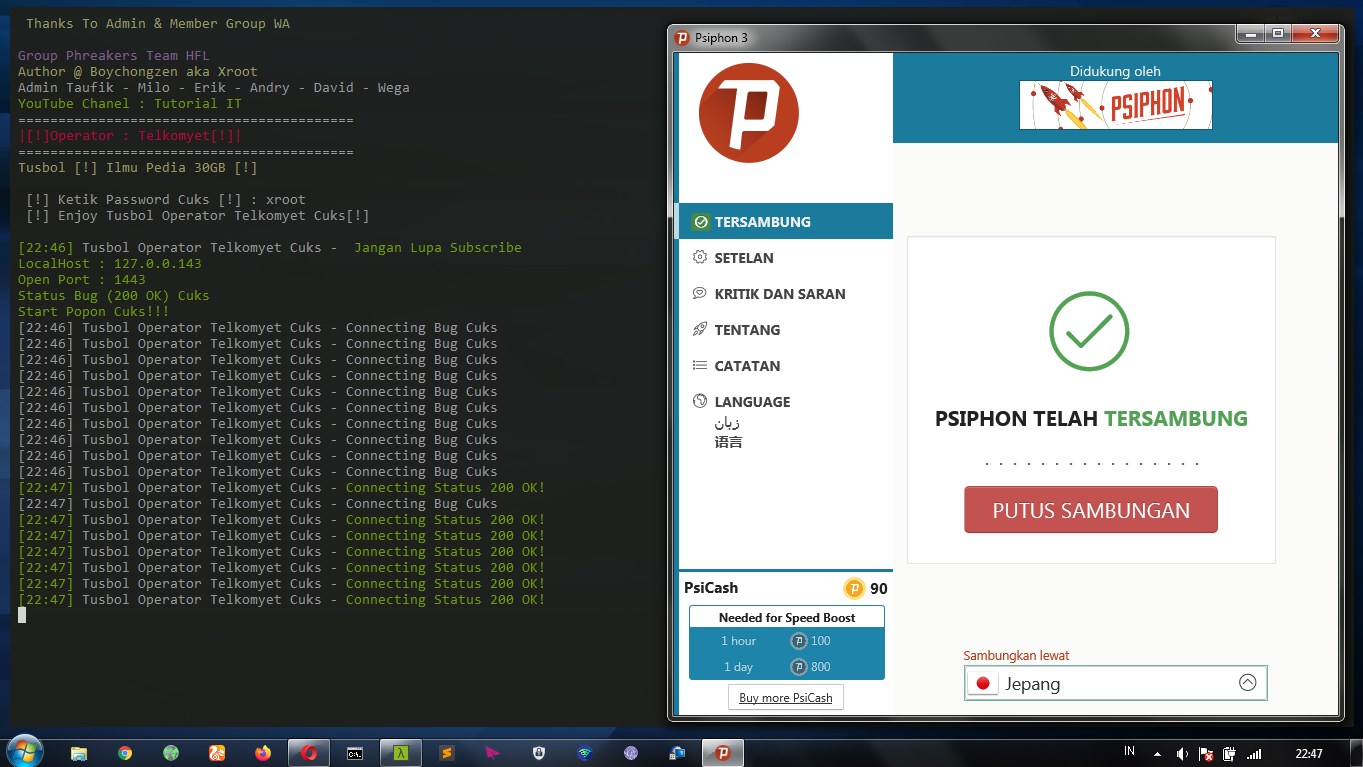 Thanks To Admin & Member Group WA
Group Phreakers Team HFL
Author @ Boychongzen aka Xroot
Admin Taufik - Milo - Erik - Andry - David - Wega
YouTube Chanel : Tutorial IT
==========================================
|[!]Operator : Telkomyet[!]|
==========================================
Tusbol [!] Ilmu Pedia 30GB [!]
[!] Ketik Password Cuks [!] : xroot
[!] Enjoy Tusbol Operator Telkomyet Cuks[!]
[22:46] Tusbol Operator Telkomyet Cuks -  Jangan Lupa Subscribe
LocalHost : 127.0.0.143
Open Port : 1443
Status Bug (200 OK) Cuks
Start Popon Cuks!!!
[22:46] Tusbol Operator Telkomyet Cuks - Connecting Bug Cuks
[22:46] Tusbol Operator Telkomyet Cuks - Connecting Bug Cuks
[22:46] Tusbol Operator Telkomyet Cuks - Connecting Bug Cuks
[22:46] Tusbol Operator Telkomyet Cuks - Connecting Bug Cuks
[22:46] Tusbol Operator Telkomyet Cuks - Connecting Bug Cuks
[22:46] Tusbol Operator Telkomyet Cuks - Connecting Bug Cuks
[22:46] Tusbol Operator Telkomyet Cuks - Connecting Bug Cuks
[22:46] Tusbol Operator Telkomyet Cuks - Connecting Bug Cuks
[22:46] Tusbol Operator Telkomyet Cuks - Connecting Bug Cuks
[22:46] Tusbol Operator Telkomyet Cuks - Connecting Bug Cuks
[22:47] Tusbol Operator Telkomyet Cuks - Connecting Status 200 OK!
[22:47] Tusbol Operator Telkomyet Cuks - Connecting Bug Cuks
[22:47] Tusbol Operator Telkomyet Cuks - Connecting Status 200 OK!
[22:47] Tusbol Operator Telkomyet Cuks - Connecting Status 200 OK!
[22:47] Tusbol Operator Telkomyet Cuks - Connecting Status 200 OK!
[22:47] Tusbol Operator Telkomyet Cuks - Connecting Status 200 OK!
[22:47] Tusbol Operator Telkomyet Cuks - Connecting Status 200 OK!
[22:47] Tusbol Operator Telkomyet Cuks - Connecting Status 200 OK!
Psiphon 3
TERSAMBUNG
SETELAN
KRITIK DAN SARAN
TENTANG
CATATAN
LANGUAGE
زبان
语言
PsiCash 90
Needed for Speed Boost
1 hour 100
1 day 800
Buy more PsiCash
Didukung oleh
PSIPHON
PSIPHON TELAH TERSAMBUNG
PUTUS SAMBUNGAN
Sambungkan lewat
Jepang
IN
22:47